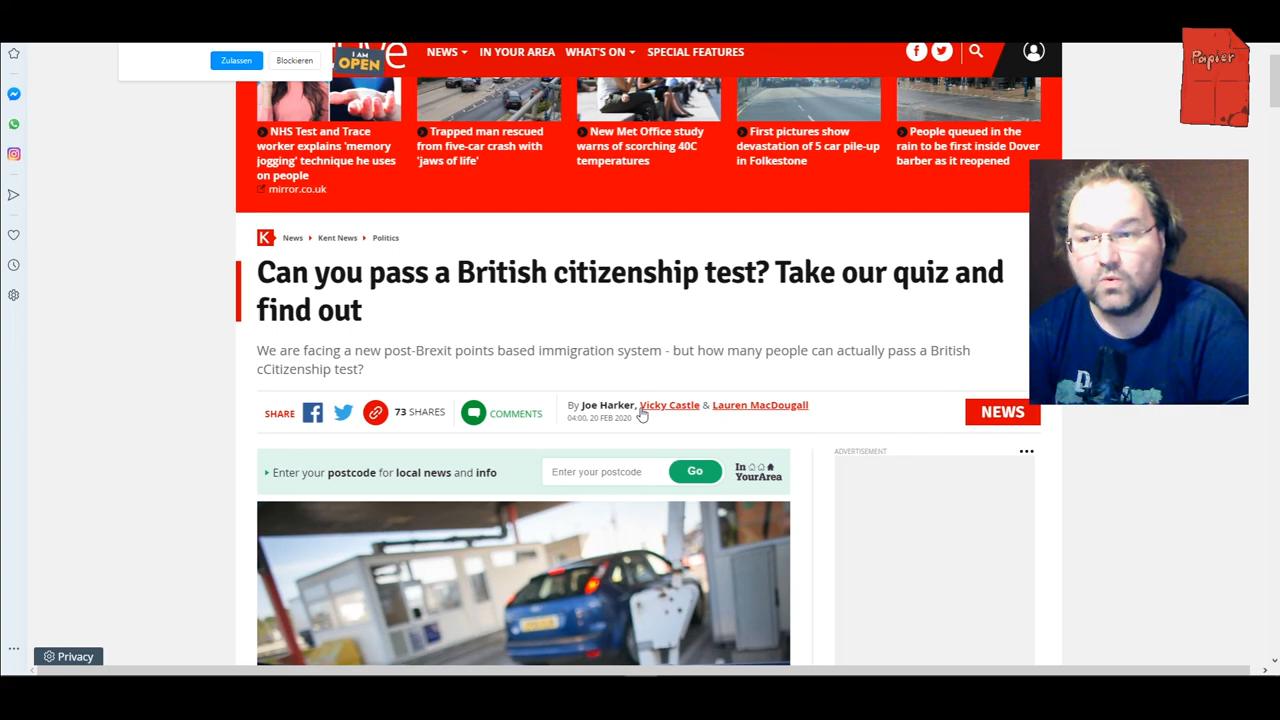 Zulassen
Blockieren
I AM
OPEN
NEWS
IN YOUR AREA
WHAT'S ON
SPECIAL FEATURES
Papier
NHS Test and Trace
worker explains 'memory
jogging' technique he uses
on people
mirror.co.uk
Trapped man rescued
from five-car crash with
'jaws of life'
New Met Office study
warns of scorching 40C
temperatures
First pictures show
devastation of 5 car pile-up
in Folkestone
People queued in the
rain to be first inside Dover
barber as it reopened
K News Kent News Politics
Can you pass a British citizenship test? Take our quiz and
find out
We are facing a new post-Brexit points based immigration system - but how many people can actually pass a British
cCitizenship test?
SHARE
73 SHARES
COMMENTS
By Joe Harker, Vicky Castle & Lauren MacDougall
04:00, 20 FEB 2020
NEWS
Enter your postcode for local news and info
Enter your postcode
Go
In
YourArea
ADVERTISEMENT
Privacy